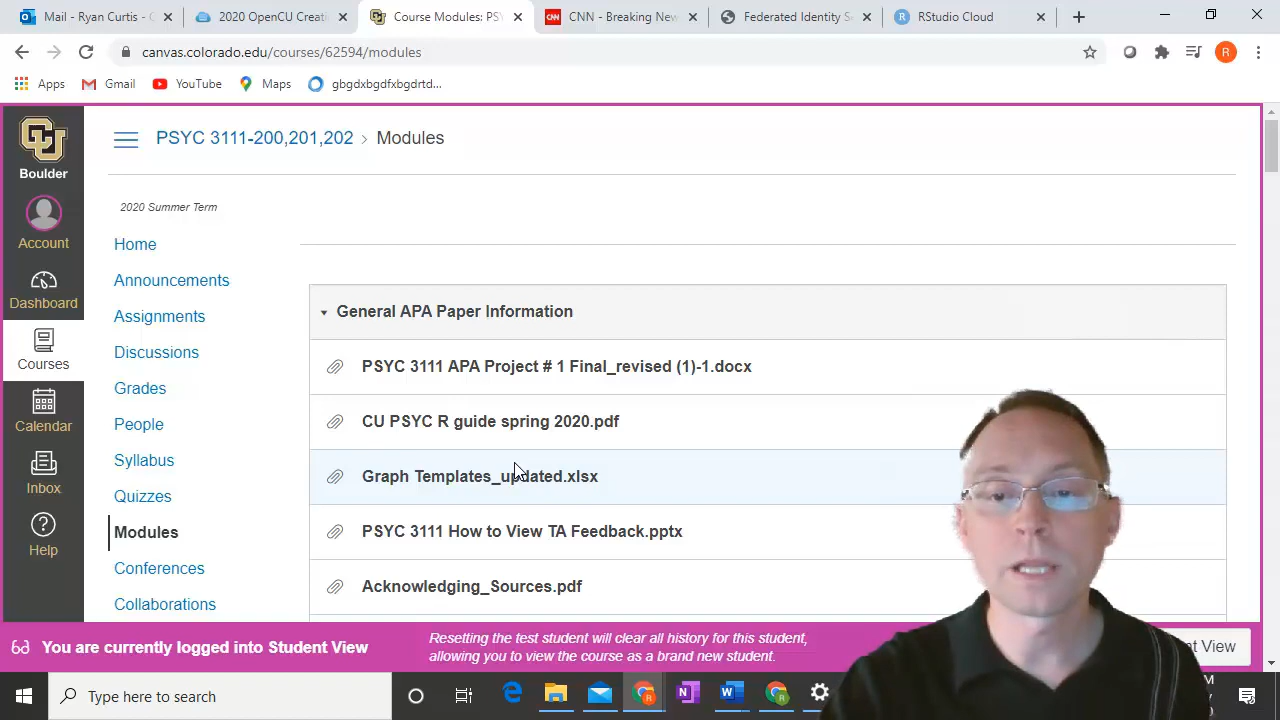 Mail - Ryan Curtis - O
2020 OpenCU Creati
Course Modules: PSY
CNN - Breaking New
Federated Identity S
RStudio Cloud
canvas.colorado.edu/courses/62594/modules
R
Apps
Gmail
YouTube
Maps
gbgdxbgdfxbgdrtd...
CU
Boulder
Account
Dashboard
Courses
Calendar
Inbox
Help
PSYC 3111-200,201,202 › Modules
2020 Summer Term
Home
Announcements
Assignments
Discussions
Grades
People
Syllabus
Quizzes
Modules
Conferences
Collaborations
General APA Paper Information
PSYC 3111 APA Project # 1 Final_revised (1)-1.docx
CU PSYC R guide spring 2020.pdf
Graph Templates_updated.xlsx
PSYC 3111 How to View TA Feedback.pptx
Acknowledging_Sources.pdf
You are currently logged into Student View
Resetting the test student will clear all history for this student,
allowing you to view the course as a brand new student.
View
Type here to search